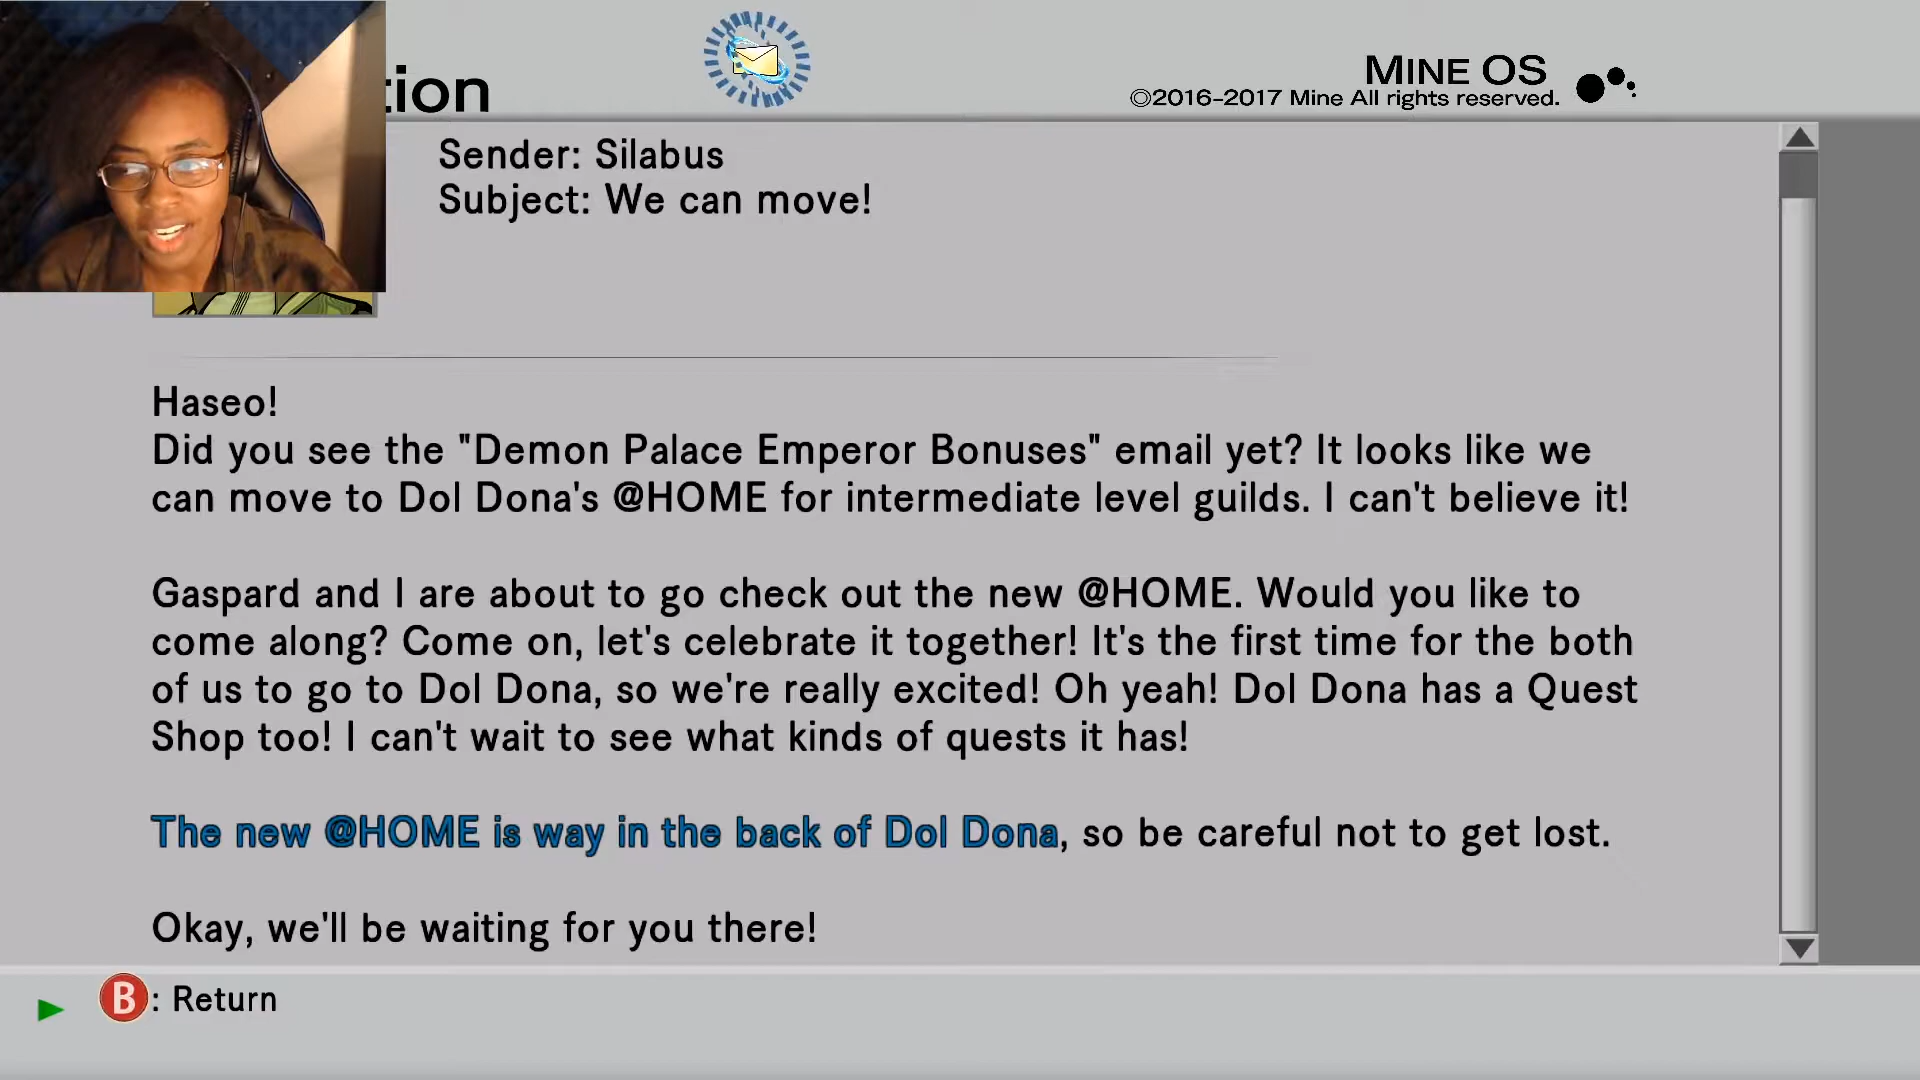 tion
MINE OS
©2016-2017 Mine All rights reserved.
Sender: Silabus
Subject: We can move!
Haseo!
Did you see the "Demon Palace Emperor Bonuses" email yet? It looks like we
can move to Dol Dona's @HOME for intermediate level guilds. I can't believe it!
Gaspard and I are about to go check out the new @HOME. Would you like to
come along? Come on, let's celebrate it together! It's the first time for the both
of us to go to Dol Dona, so we're really excited! Oh yeah! Dol Dona has a Quest
Shop too! I can't wait to see what kinds of quests it has!
The new @HOME is way in the back of Dol Dona, so be careful not to get lost.
Okay, we'll be waiting for you there!
B: Return